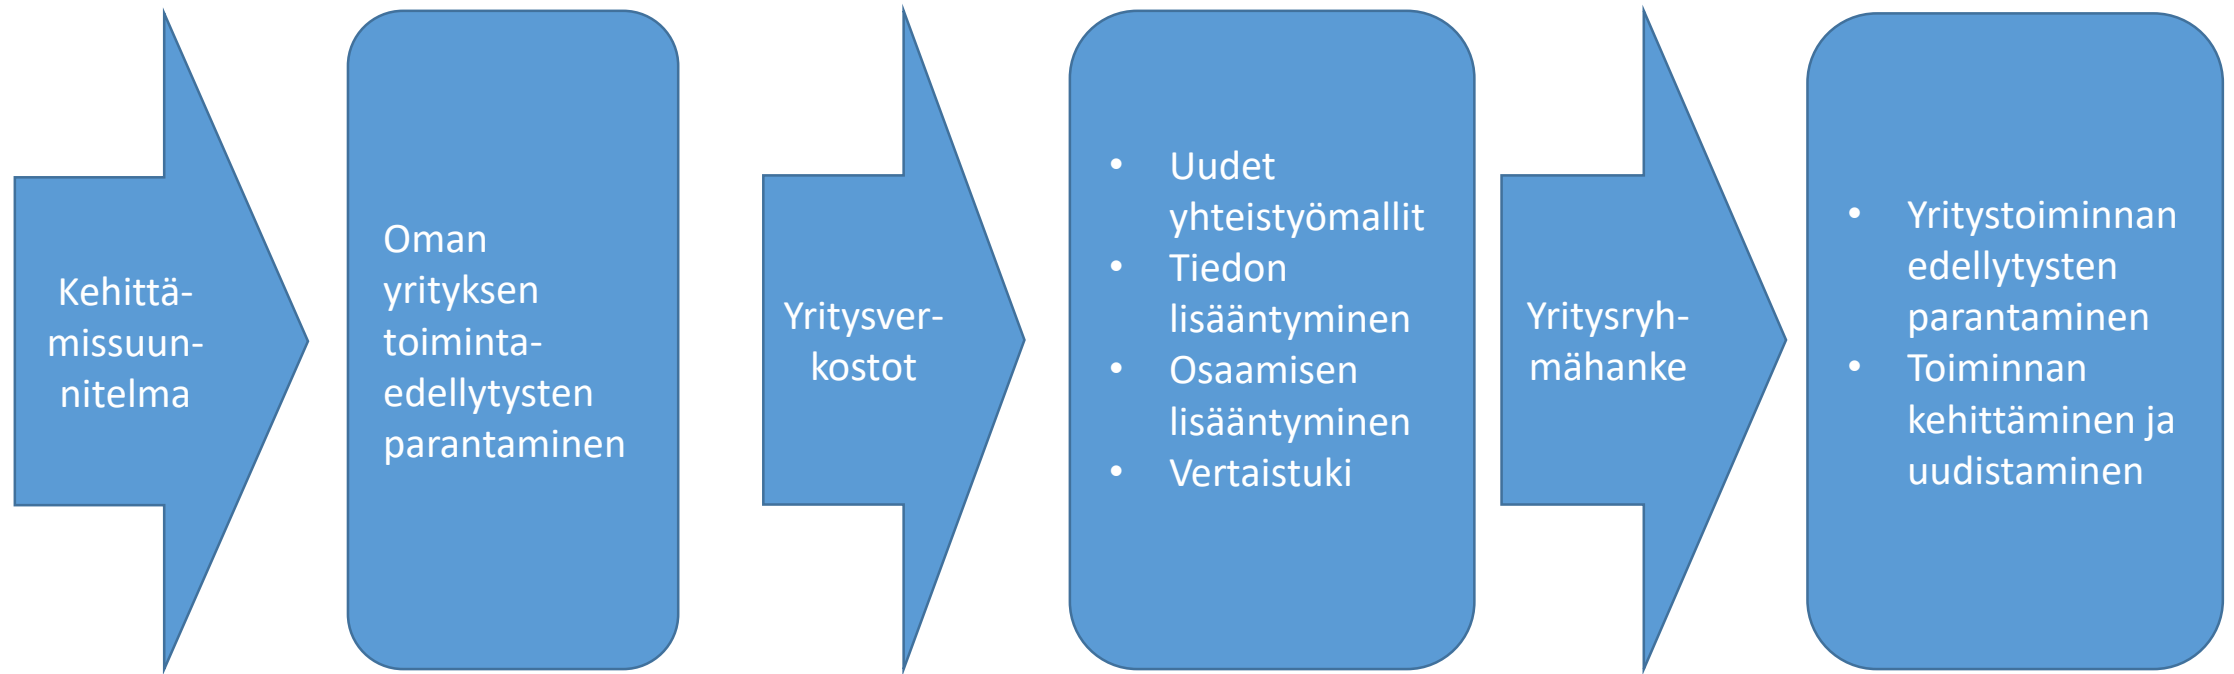 Kehittä-
missuun-
nitelma
Oman
yrityksen
toiminta-
edellytysten
parantaminen
Yritysver-
kostot
• Uudet
yhteistyömallit
• Tiedon
lisääntyminen
• Osaamisen
lisääntyminen
• Vertaistuki
Yritysryh-
mähanke
• Yritystoiminnan
edellytysten
parantaminen
• Toiminnan
kehittäminen ja
uudistaminen